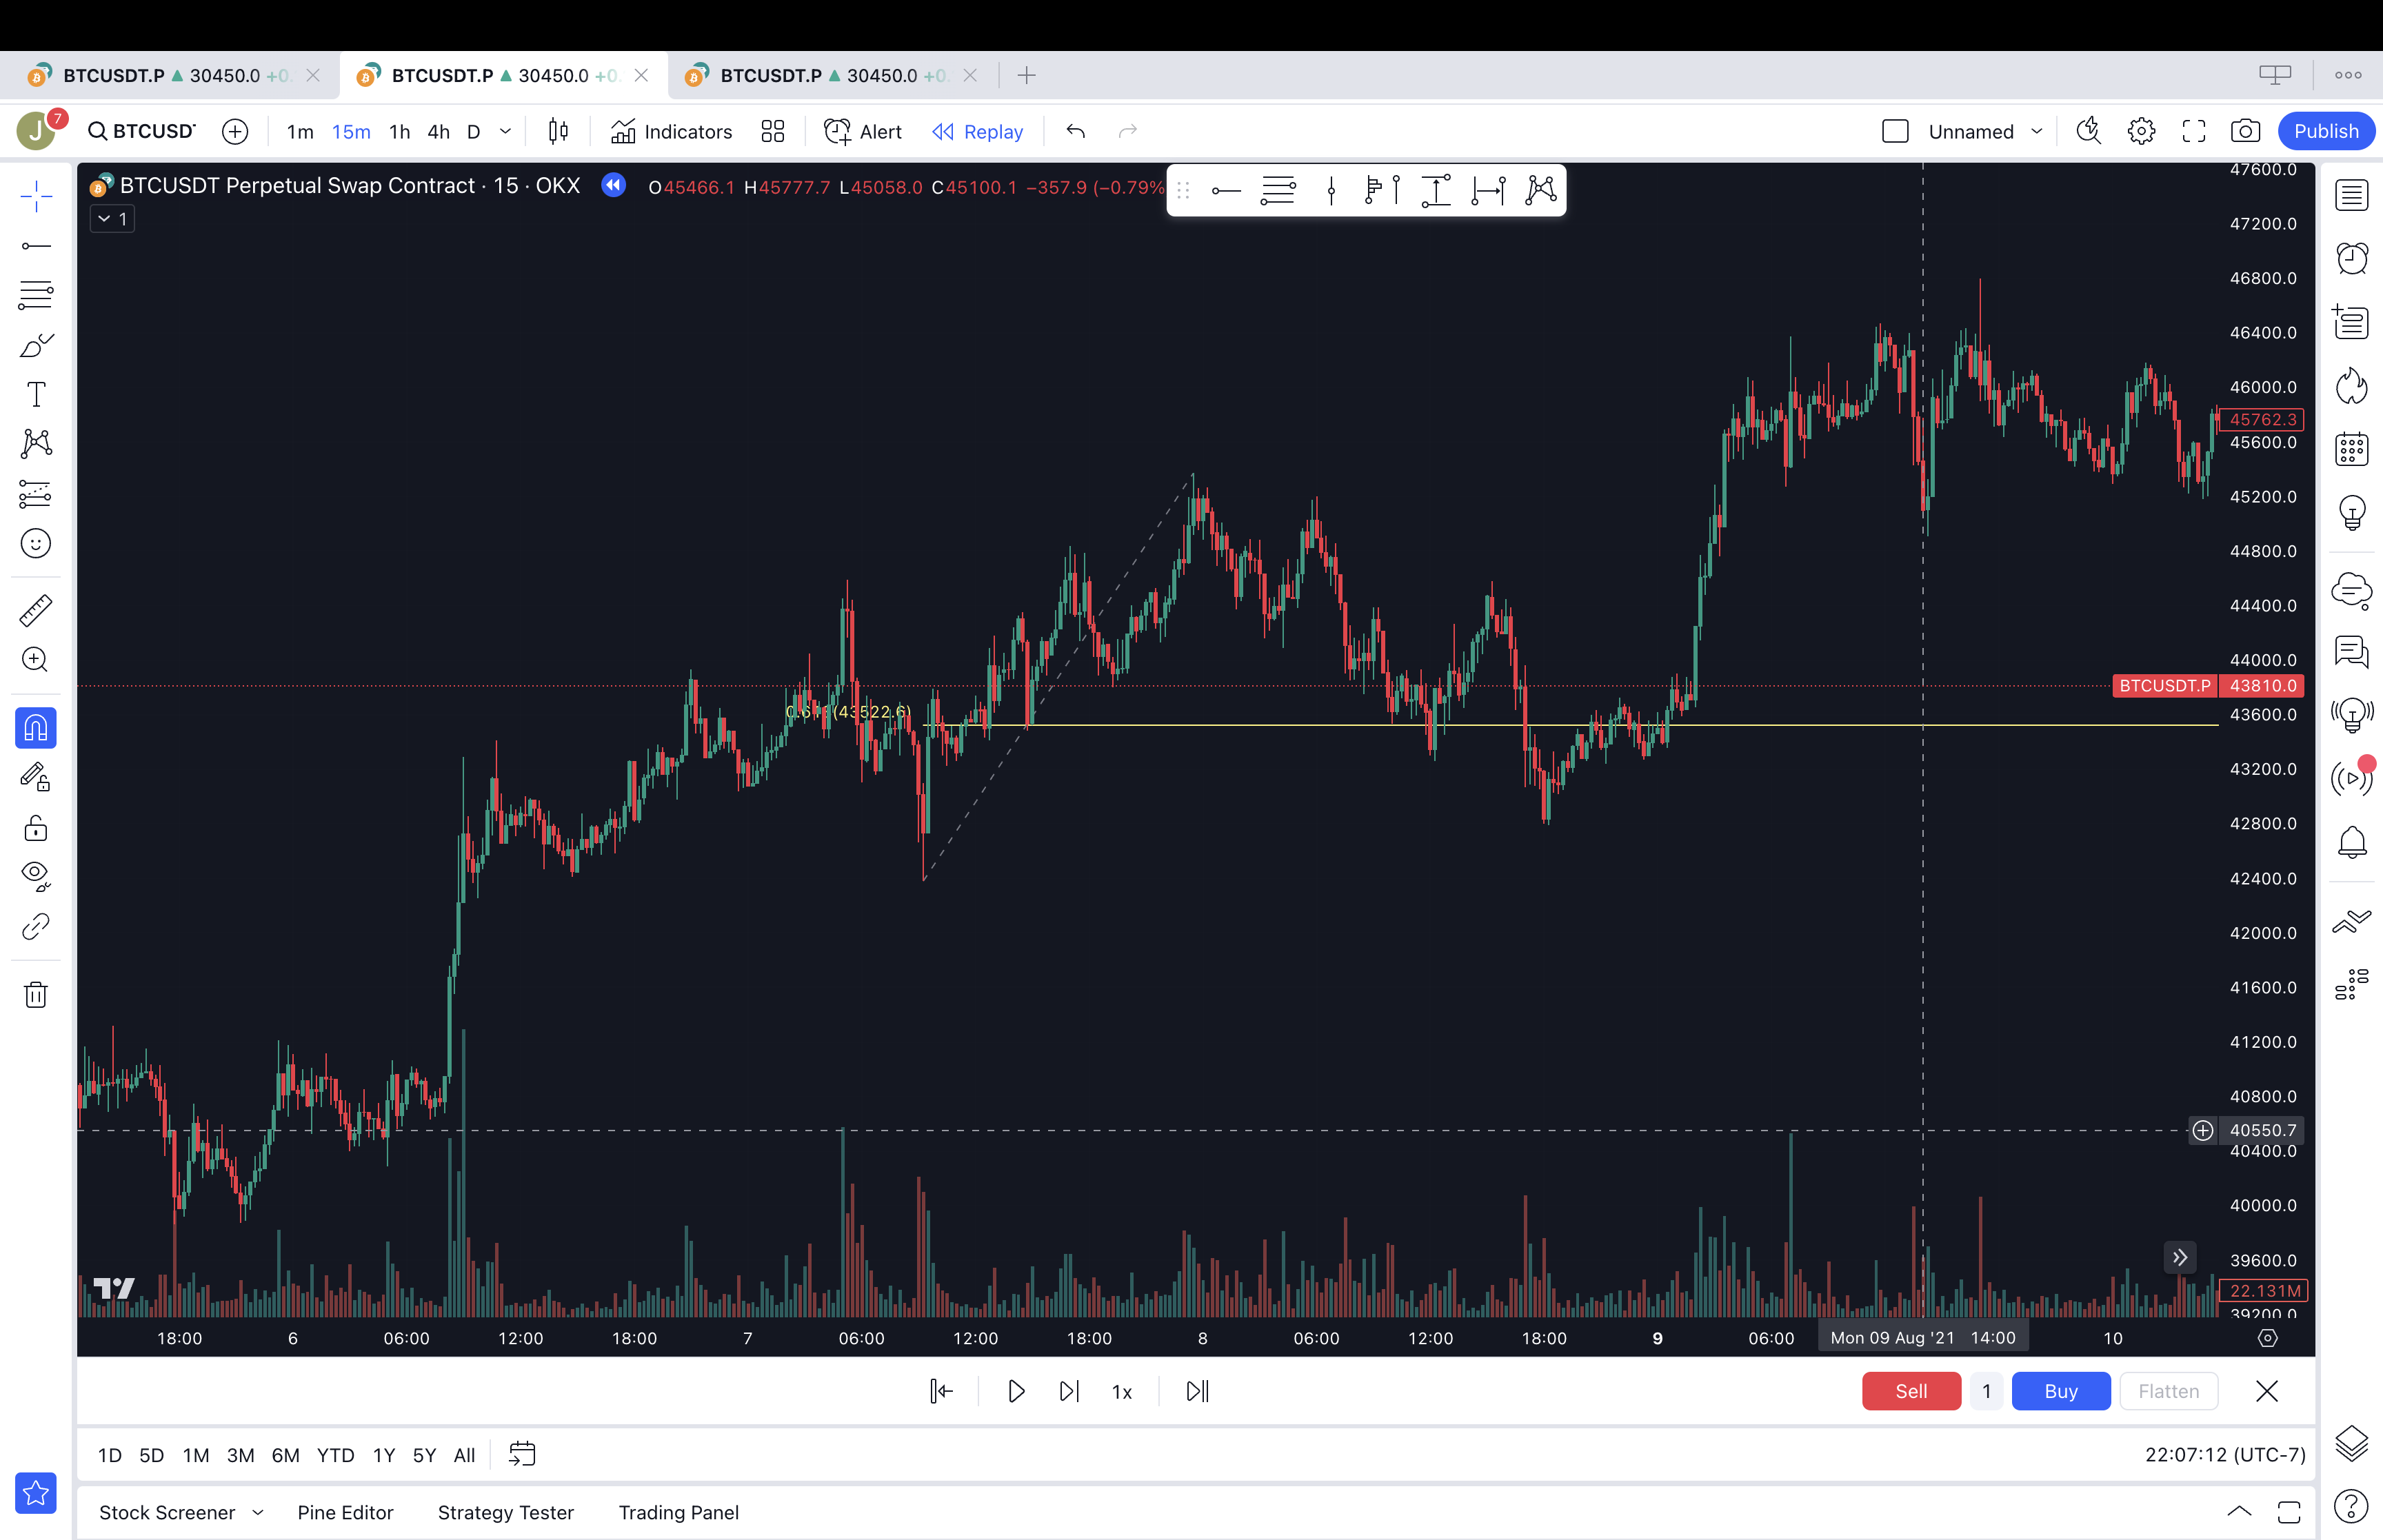 BTCUSDT.P 30450.0 +0 BTCUSDT.P 30450.0 +0. BTCUSDT.P 30450.0 +0
J 7 BTCUSD 1m 15m 1h 4h D Indicators Alert Replay Unnamed Publish
BTCUSDT Perpetual Swap Contract · 15 · OKX O45466.1 H45777.7 L45058.0 C45100.1 −357.9 (−0.79%
1
47600.0
47200.0
46800.0
46400.0
46000.0
45762.3
45600.0
45200.0
44800.0
44400.0
44000.0
BTCUSDT.P 43810.0
(43522.6)
43600.0
43200.0
42800.0
42400.0
42000.0
41600.0
41200.0
40800.0
40550.7
40400.0
40000.0
39600.0
22.131M
39200.0
18:00 6 06:00 12:00 18:00 7 06:00 12:00 18:00 8 06:00 12:00 18:00 9 06:00 Mon 09 Aug '21 14:00 10
1x Sell 1 Buy Flatten
1D 5D 1M 3M 6M YTD 1Y 5Y All 22:07:12 (UTC-7)
Stock Screener Pine Editor Strategy Tester Trading Panel